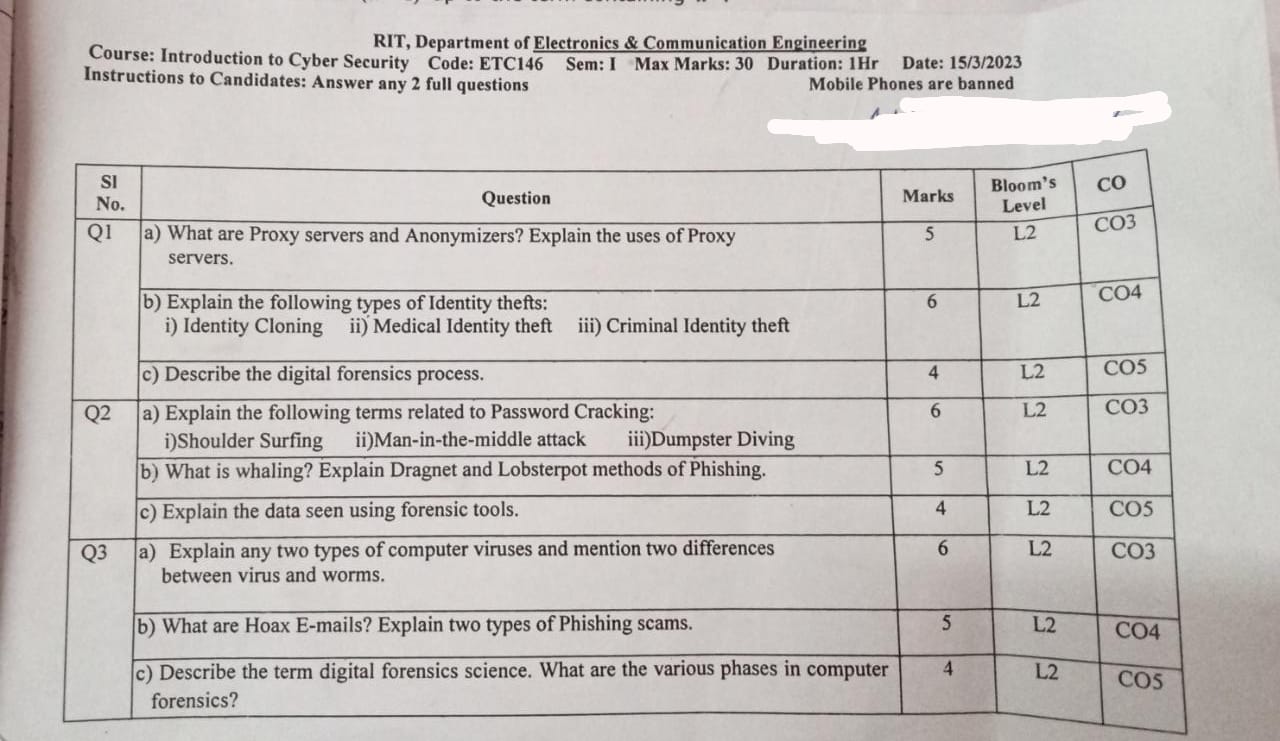 RIT, Department of Electronics & Communication Engineering
Course: Introduction to Cyber Security Code: ETC146 Sem: I Max Marks: 30 Duration: 1Hr Date: 15/3/2023
Instructions to Candidates: Answer any 2 full questions Mobile Phones are banned
Sl No. Question Marks Bloom's Level CO
Q1 a) What are Proxy servers and Anonymizers? Explain the uses of Proxy 5 L2 CO3
servers.
b) Explain the following types of Identity thefts: 6 L2 CO4
i) Identity Cloning ii) Medical Identity theft iii) Criminal Identity theft
c) Describe the digital forensics process. 4 L2 CO5
Q2 a) Explain the following terms related to Password Cracking: 6 L2 CO3
i)Shoulder Surfing ii)Man-in-the-middle attack iii)Dumpster Diving
b) What is whaling? Explain Dragnet and Lobsterpot methods of Phishing. 5 L2 CO4
c) Explain the data seen using forensic tools. 4 L2 CO5
Q3 a) Explain any two types of computer viruses and mention two differences 6 L2 CO3
between virus and worms.
b) What are Hoax E-mails? Explain two types of Phishing scams. 5 L2 CO4
c) Describe the term digital forensics science. What are the various phases in computer 4 L2 CO5
forensics?